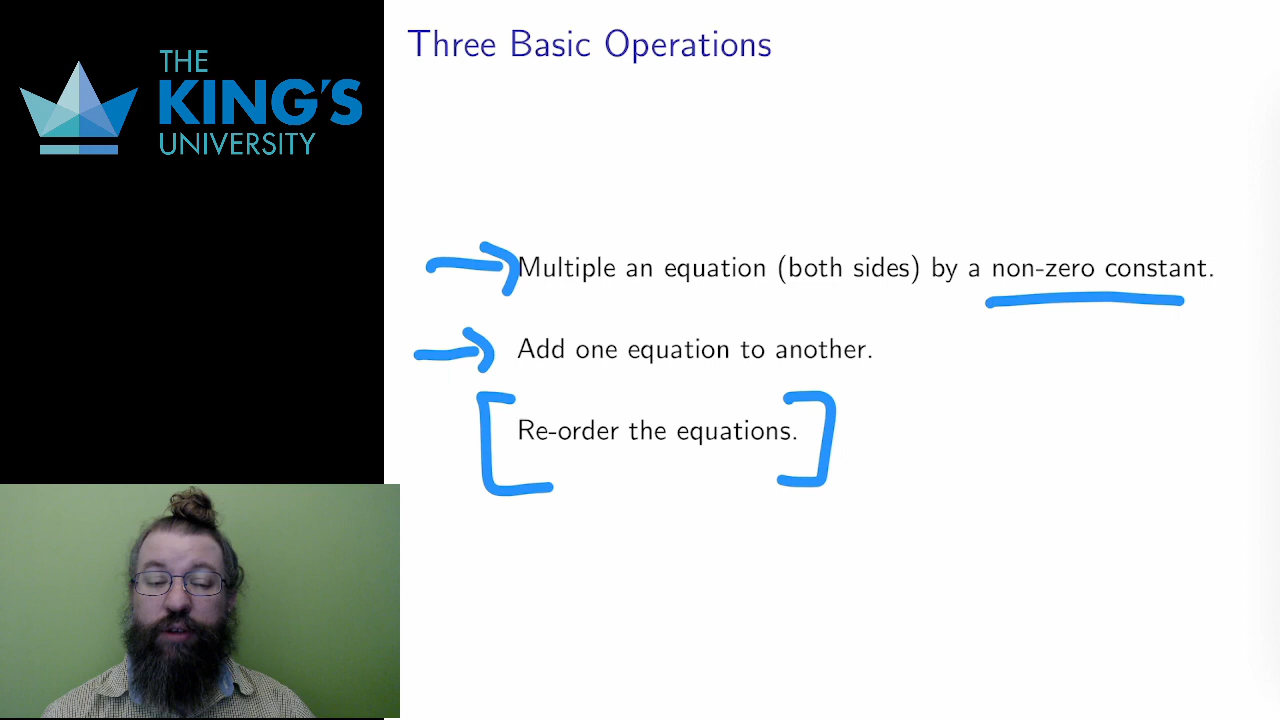 THE
KING'S
UNIVERSITY
Three Basic Operations
Multiple an equation (both sides) by a non-zero constant.
Add one equation to another.
Re-order the equations.